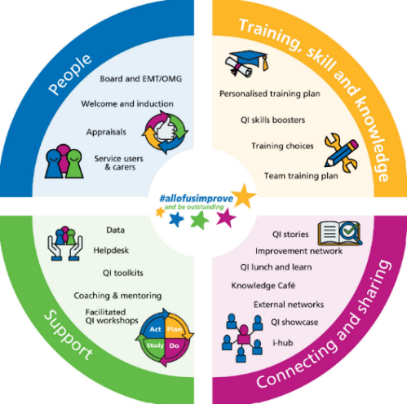 People
Board and EMT/OMG
Welcome and induction
Appraisals
Service users
& carers
Training, skill and knowledge
Personalised training plan
QI skills boosters
Training choices
Team training plan
#allofusimprove
and be outstanding
Support
Data
Helpdesk
QI toolkits
Coaching & mentoring
Facilitated
QI workshops
Act Plan
Study Do
Connecting and sharing
QI stories
Improvement network
QI lunch and learn
Knowledge Café
External networks
QI showcase
i-hub